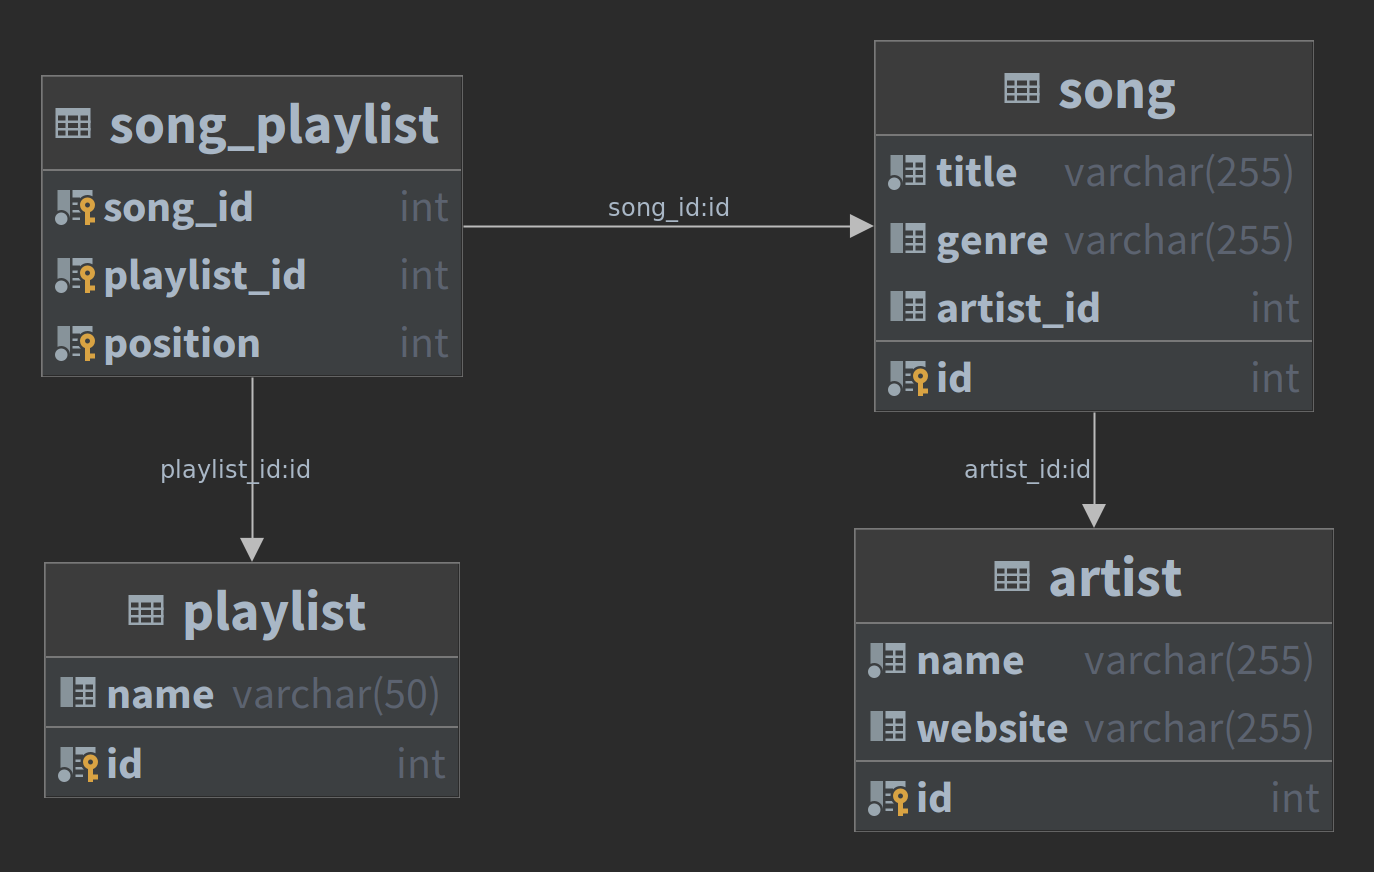 song_playlist
song_id int
playlist_id int
position int
song_id:id
song
title varchar(255)
genre varchar(255)
artist_id int
id int
playlist_id:id
artist_id:id
playlist
name varchar(50)
id int
artist
name varchar(255)
website varchar(255)
id int